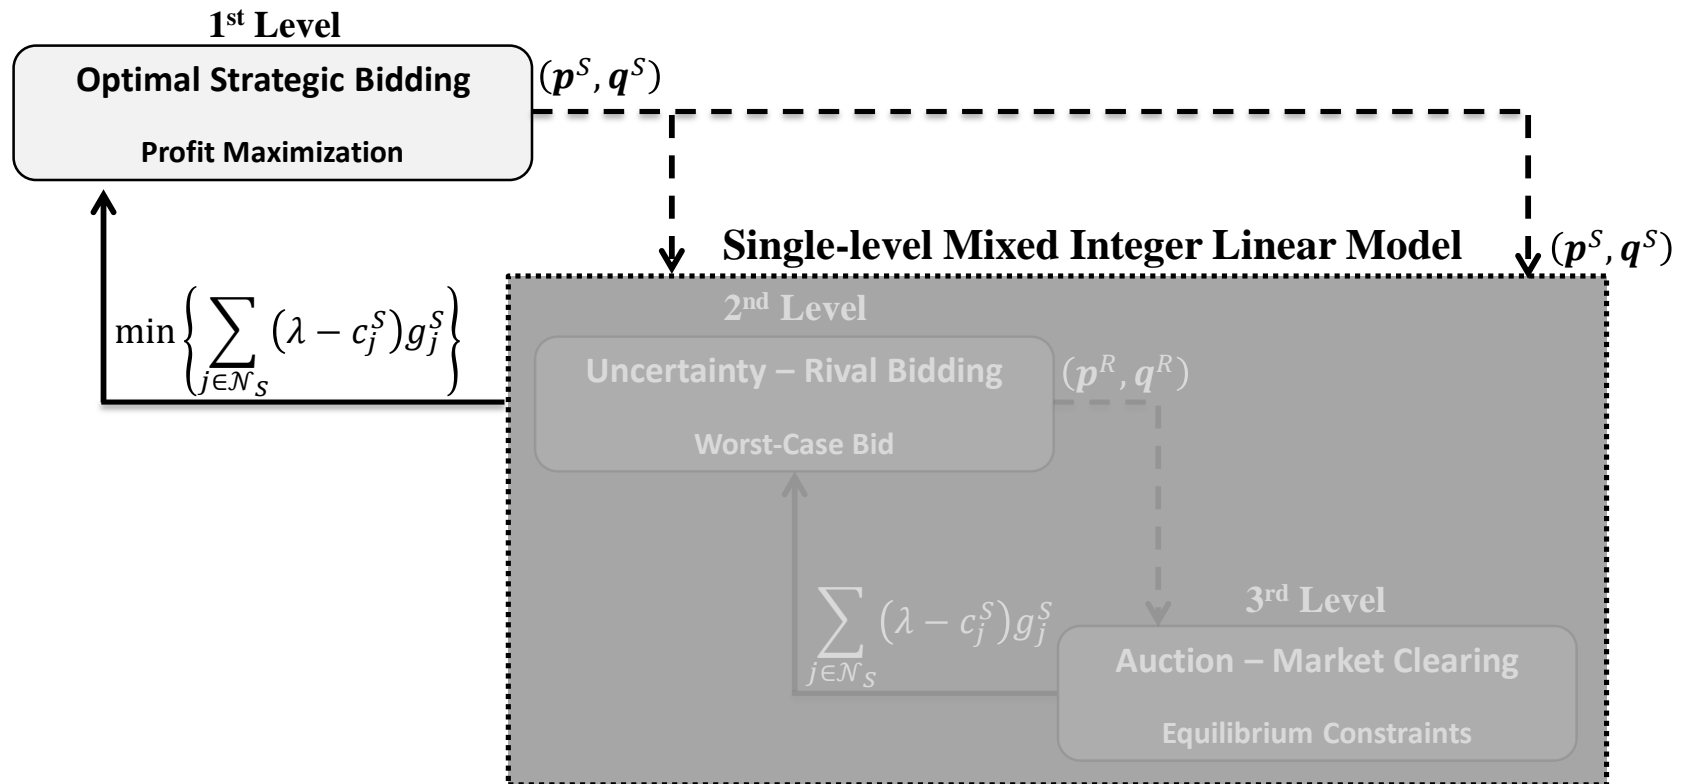 1st Level
Optimal Strategic Bidding
Profit Maximization
(p^S, q^S)
Single-level Mixed Integer Linear Model
(p^S, q^S)
min{∑_{j∈𝒩_S} (λ − c_j^S) g_j^S}
2nd Level
Uncertainty – Rival Bidding
Worst-Case Bid
(p^R, q^R)
∑_{j∈𝒩_S} (λ − c_j^S) g_j^S
3rd Level
Auction – Market Clearing
Equilibrium Constraints